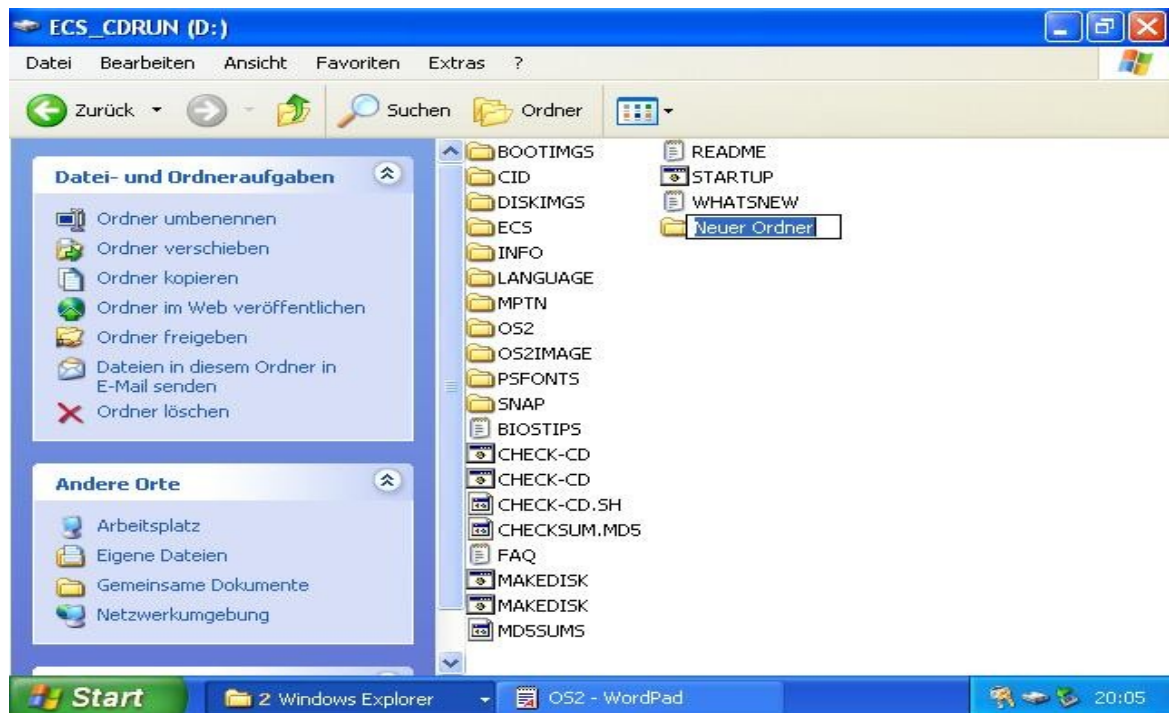 ECS_CDRUN (D:)
Datei Bearbeiten Ansicht Favoriten Extras ?
Zurück Suchen Ordner
Datei- und Ordneraufgaben
Ordner umbenennen
Ordner verschieben
Ordner kopieren
Ordner im Web veröffentlichen
Ordner freigeben
Dateien in diesem Ordner in
E-Mail senden
Ordner löschen
Andere Orte
Arbeitsplatz
Eigene Dateien
Gemeinsame Dokumente
Netzwerkumgebung
BOOTIMGS
CID
DISKIMGS
ECS
INFO
LANGUAGE
MPTN
OS2
OS2IMAGE
PSFONTS
SNAP
BIOSTIPS
CHECK-CD
CHECK-CD
CHECK-CD.SH
CHECKSUM.MD5
FAQ
MAKEDISK
MAKEDISK
MD5SUMS
README
STARTUP
WHATSNEW
Neuer Ordner
Start 2 Windows Explorer OS2 - WordPad 20:05